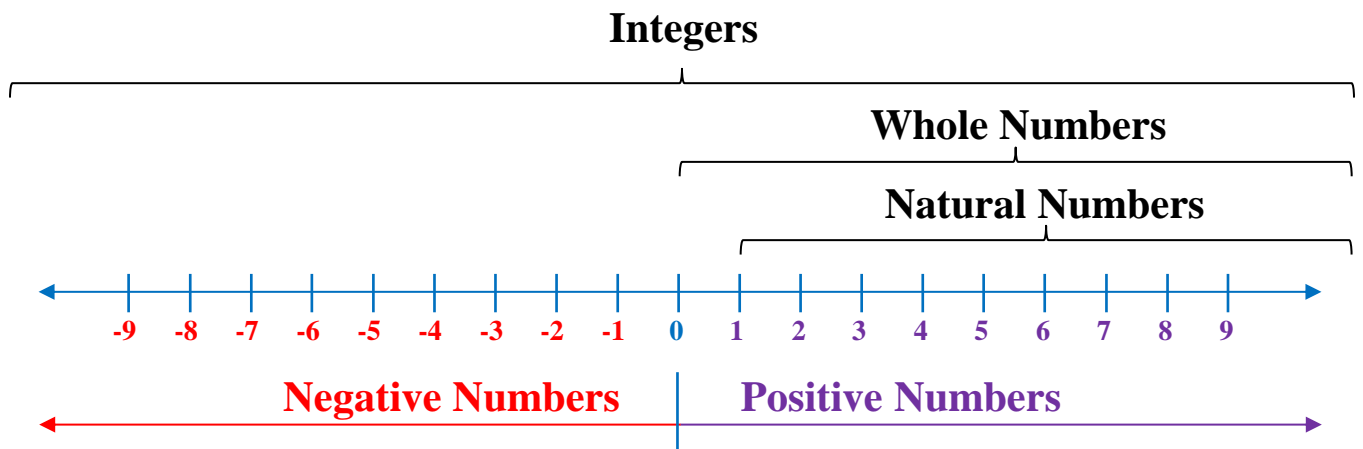 Integers
Whole Numbers
Natural Numbers
-9 -8 -7 -6 -5 -4 -3 -2 -1 0 1 2 3 4 5 6 7 8 9
Negative Numbers Positive Numbers